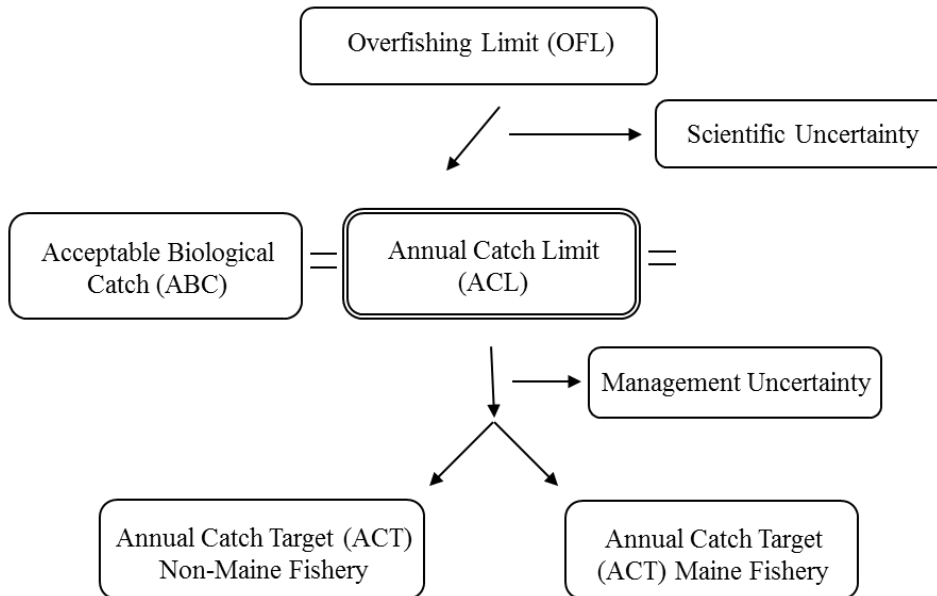 Overfishing Limit (OFL)
Scientific Uncertainty
Acceptable Biological
Catch (ABC)
=
Annual Catch Limit
(ACL)
=
Management Uncertainty
Annual Catch Target (ACT)
Non-Maine Fishery
Annual Catch Target
(ACT) Maine Fishery